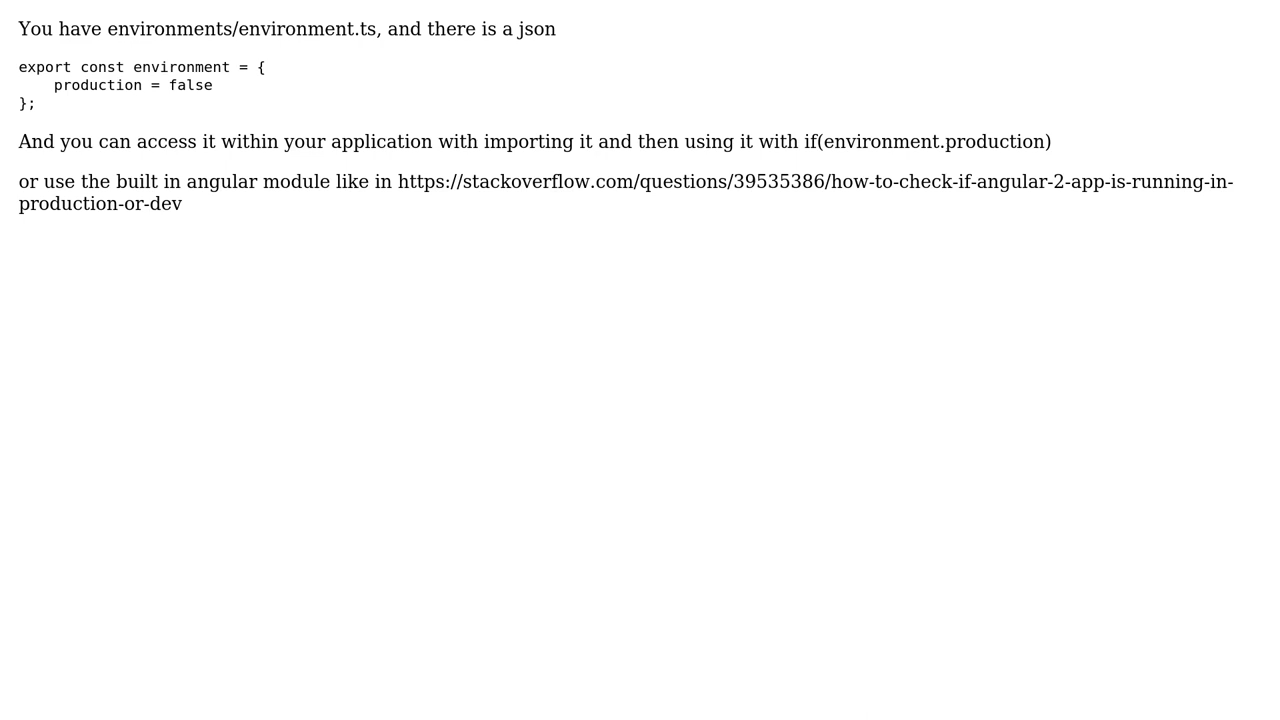 You have environments/environment.ts, and there is a json
export const environment = {
    production = false
};
And you can access it within your application with importing it and then using it with if(environment.production)
or use the built in angular module like in https://stackoverflow.com/questions/39535386/how-to-check-if-angular-2-app-is-running-in-
production-or-dev